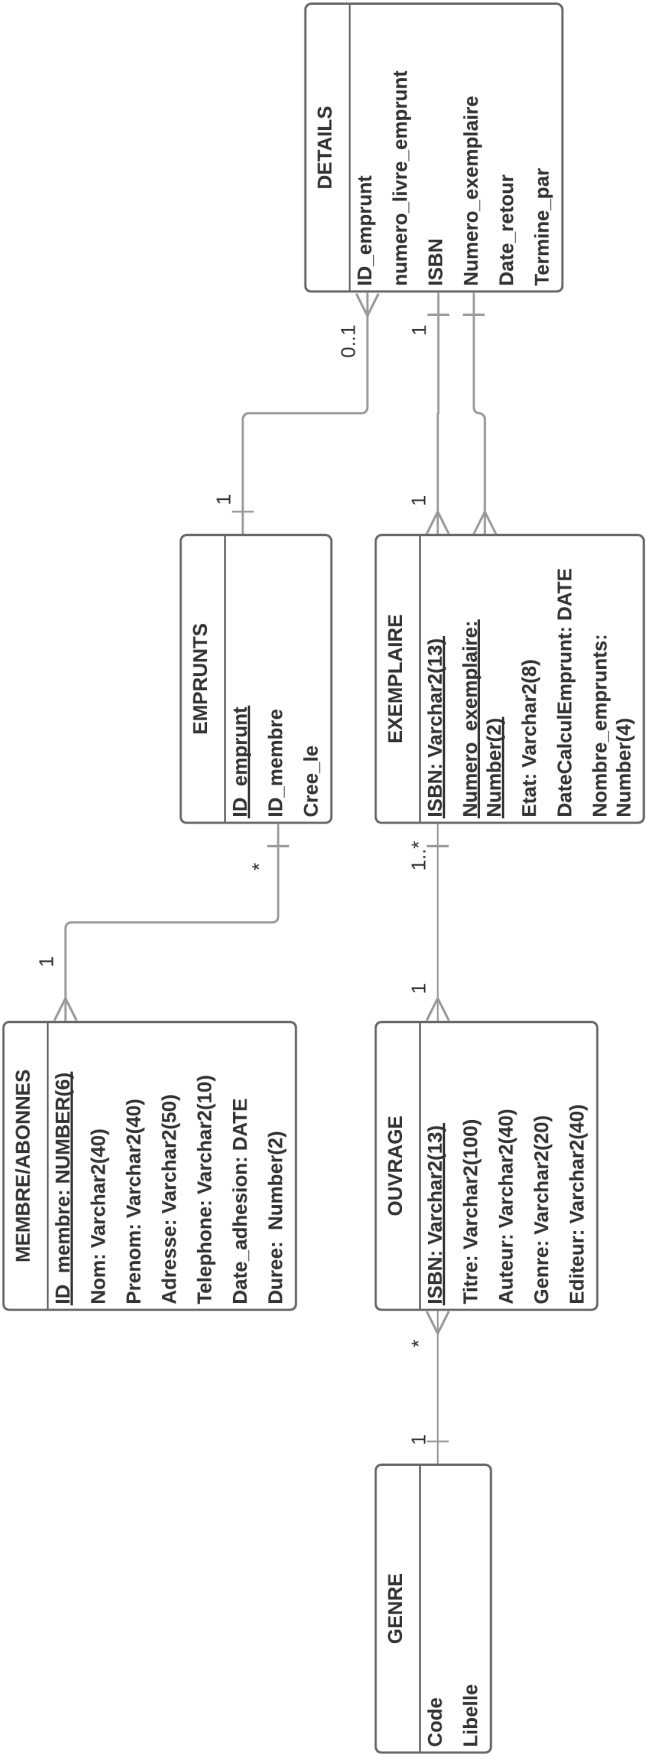 MEMBRE/ABONNES
ID_membre: NUMBER(6)
Nom: Varchar2(40)
Prenom: Varchar2(40)
Adresse: Varchar2(50)
Telephone: Varchar2(10)
Date_adhesion: DATE
Duree: Number(2)
1
*
EMPRUNTS
ID_emprunt
ID_membre
Cree_le
1
0..1
DETAILS
ID_emprunt
numero_livre_emprunt
ISBN
Numero_exemplaire
Date_retour
Termine_par
GENRE
Code
Libelle
1
*
OUVRAGE
ISBN: Varchar2(13)
Titre: Varchar2(100)
Auteur: Varchar2(40)
Genre: Varchar2(20)
Editeur: Varchar2(40)
1
1..*
EXEMPLAIRE
ISBN: Varchar2(13)
Numero_exemplaire:
Number(2)
Etat: Varchar2(8)
DateCalculEmprunt: DATE
Nombre_emprunts:
Number(4)
1
1